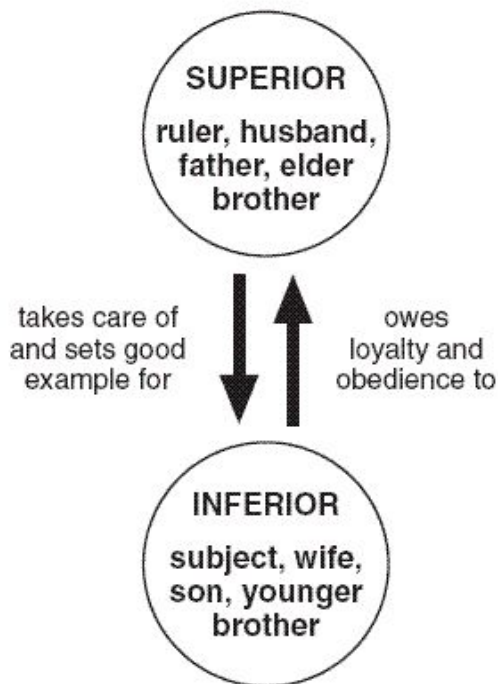 SUPERIOR
ruler, husband,
father, elder
brother
takes care of
and sets good
example for
owes
loyalty and
obedience to
INFERIOR
subject, wife,
son, younger
brother